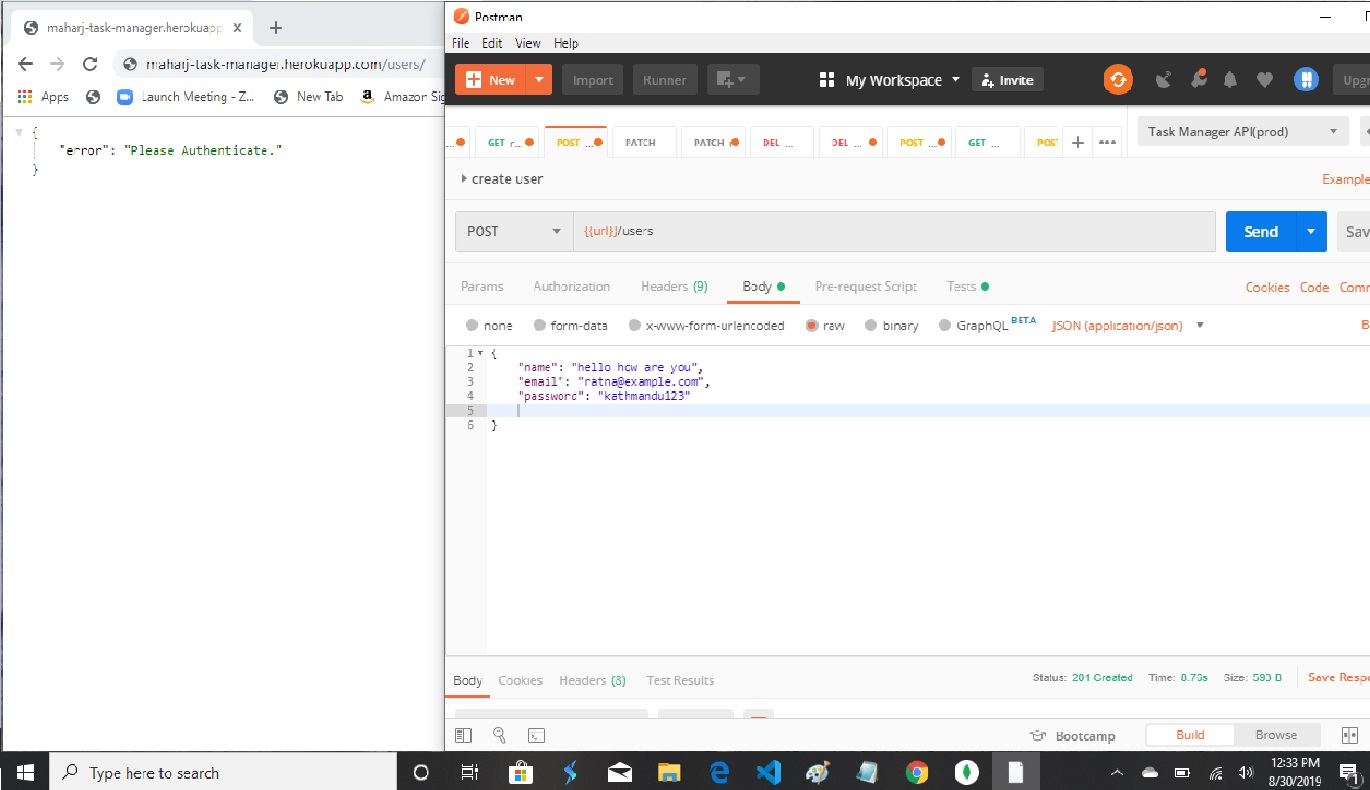 maharj-task-manager.herokuapp
maharj-task-manager.herokuapp.com/users/
Apps Launch Meeting - Z... New Tab Amazon Sig
{
"error": "Please Authenticate."
}
Postman
File Edit View Help
New Import Runner My Workspace Invite Upgr
... GET r... POST ... PATCH PATCH r DEL ... DEL ... POST ... GET ... POST Task Manager API(prod)
create user Example
POST {{url}}/users Send Sav
Params Authorization Headers (9) Body Pre-request Script Tests Cookies Code Comm
none form-data x-www-form-urlencoded raw binary GraphQL BETA JSON (application/json) B
1 {
2 "name": "hello how are you",
3 "email": "ratna@example.com",
4 "password": "kathmandu123"
5
6 }
Body Cookies Headers (8) Test Results Status: 201 Created Time: 8.76s Size: 593 B Save Respo
Bootcamp Build Browse
Type here to search
12:33 PM
8/30/2019
1